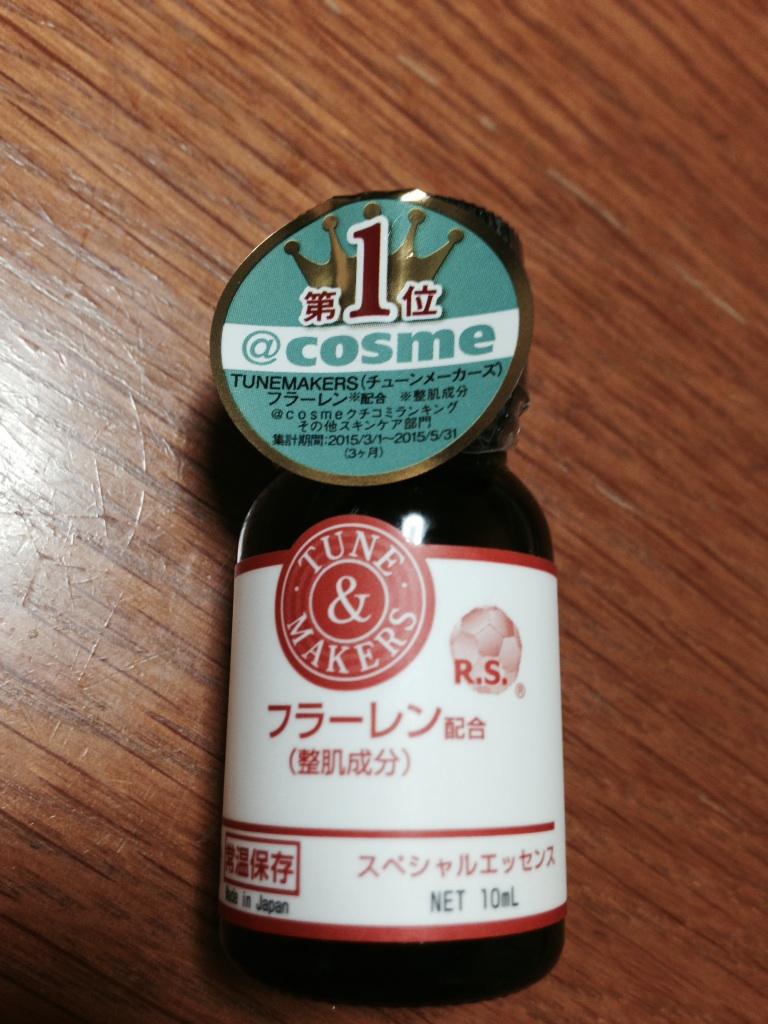 第1位
@cosme
TUNEMAKERS(チューンメーカーズ)
フラーレン※配合 ※整肌成分
@cosmeクチコミランキング
その他スキンケア部門
集計期間:2015/3/1~2015/5/31
(3ヶ月)
TUNE
&
MAKERS
R.S.®
フラーレン配合
(整肌成分)
常温保存
スペシャルエッセンス
Made in Japan
NET 10mL